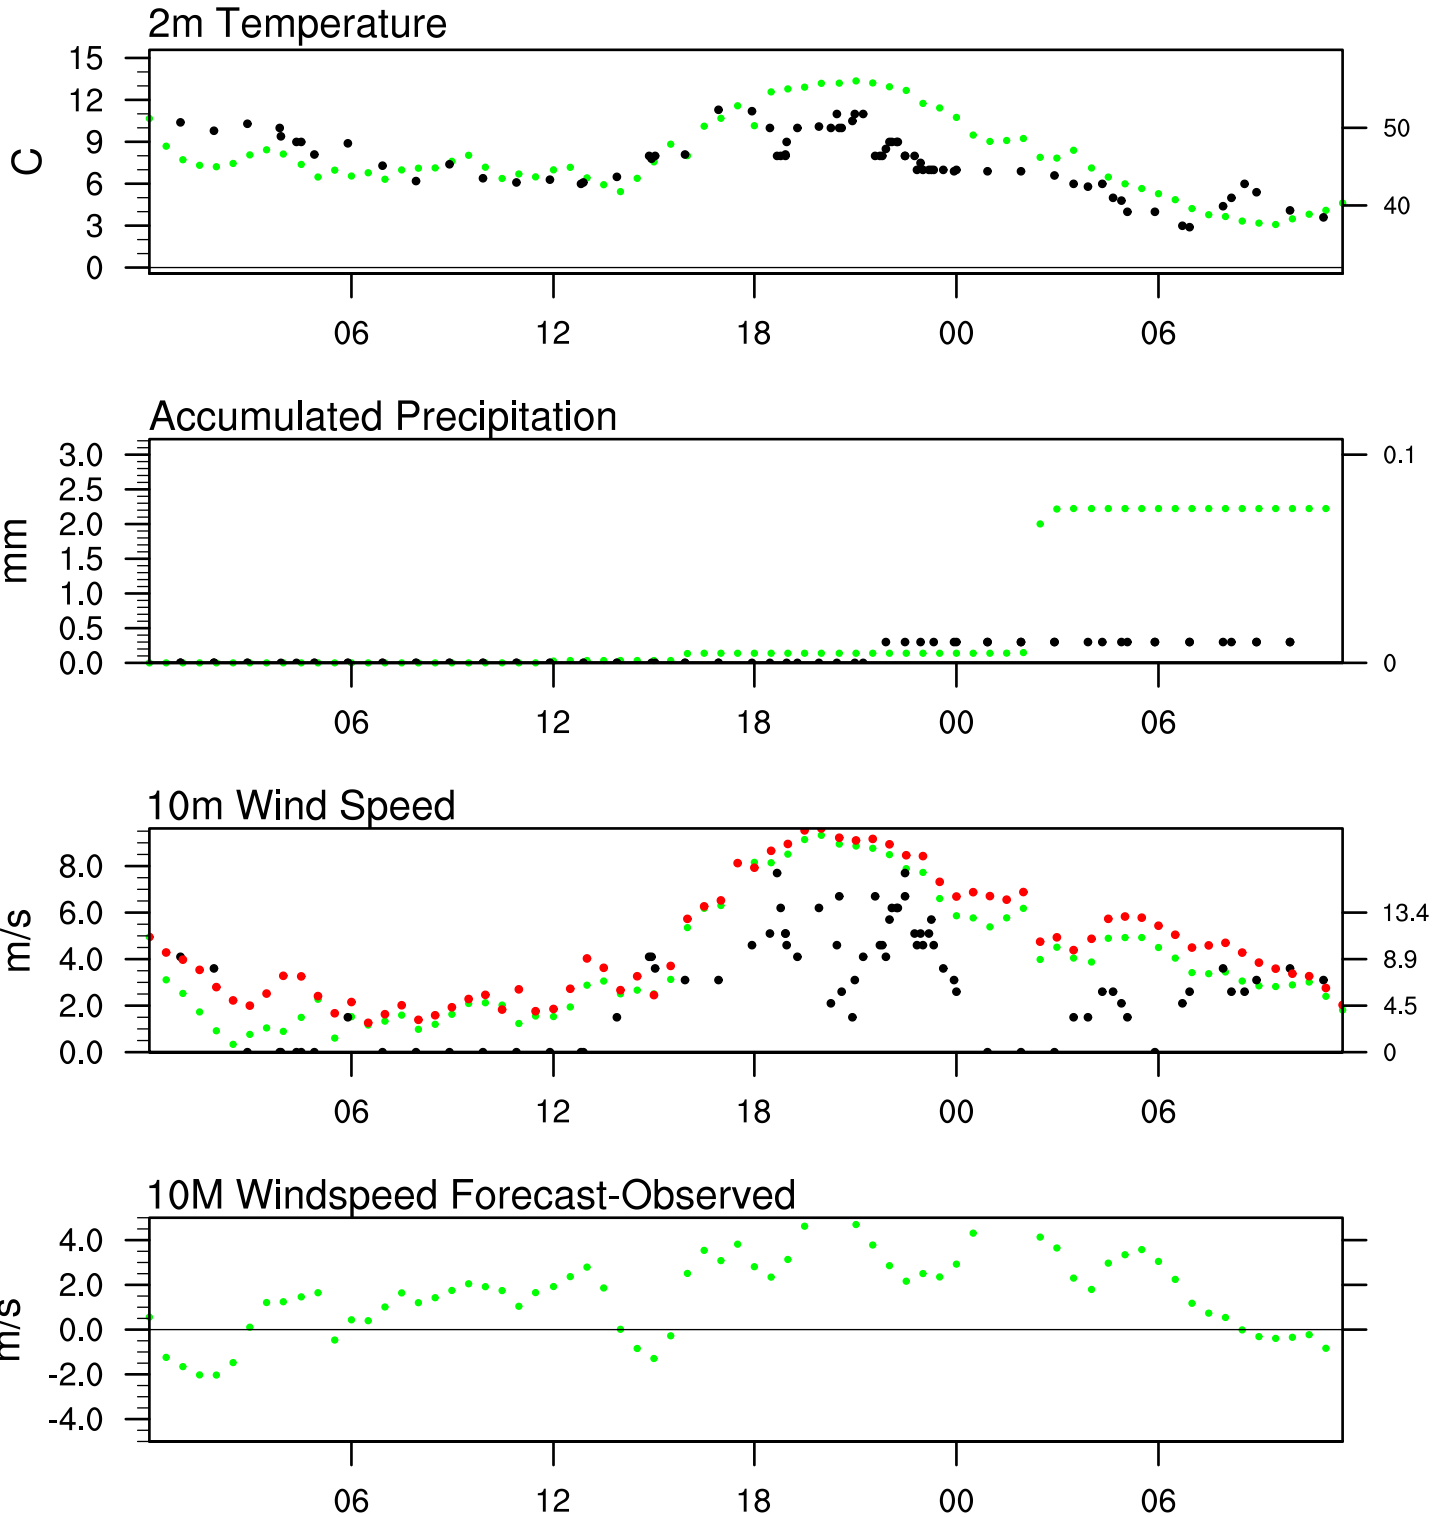 2m Temperature
15
12
9
6
3
0
C
50
40
06 12 18 00 06
Accumulated Precipitation
3.0
2.5
2.0
1.5
1.0
0.5
0.0
mm
0.1
0
06 12 18 00 06
10m Wind Speed
8.0
6.0
4.0
2.0
0.0
m/s
13.4
8.9
4.5
0
06 12 18 00 06
10M Windspeed Forecast-Observed
4.0
2.0
0.0
-2.0
-4.0
m/s
06 12 18 00 06